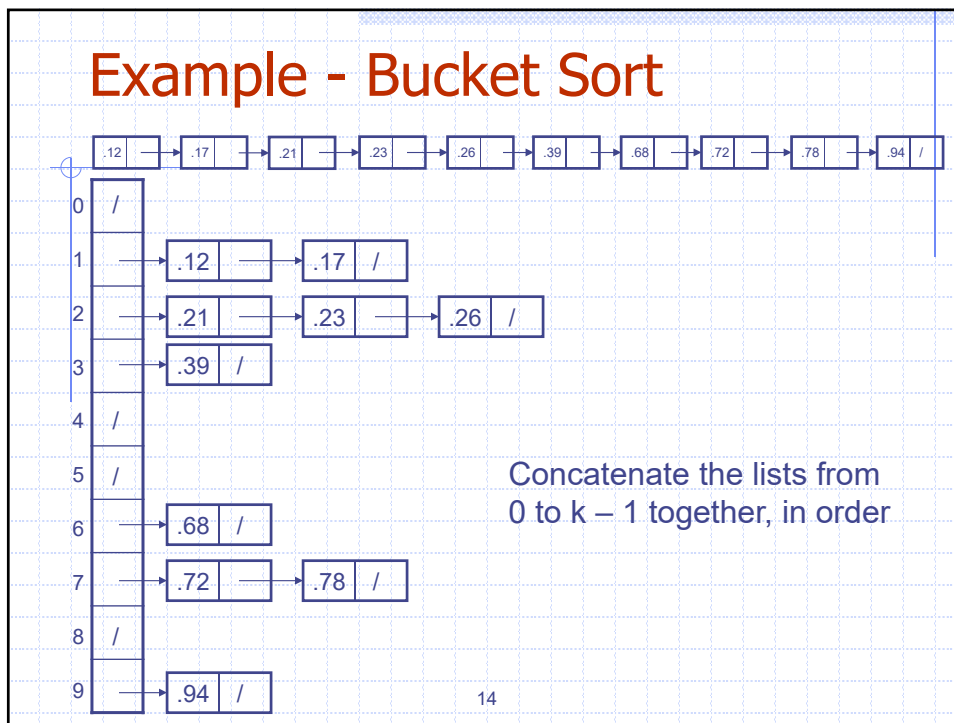 Example - Bucket Sort
.12 .17 .21 .23 .26 .39 .68 .72 .78 .94 /
0 /
1 .12 .17 /
2 .21 .23 .26 /
3 .39 /
4 /
5 /
Concatenate the lists from
0 to k – 1 together, in order
6 .68 /
7 .72 .78 /
8 /
9 .94 /
14